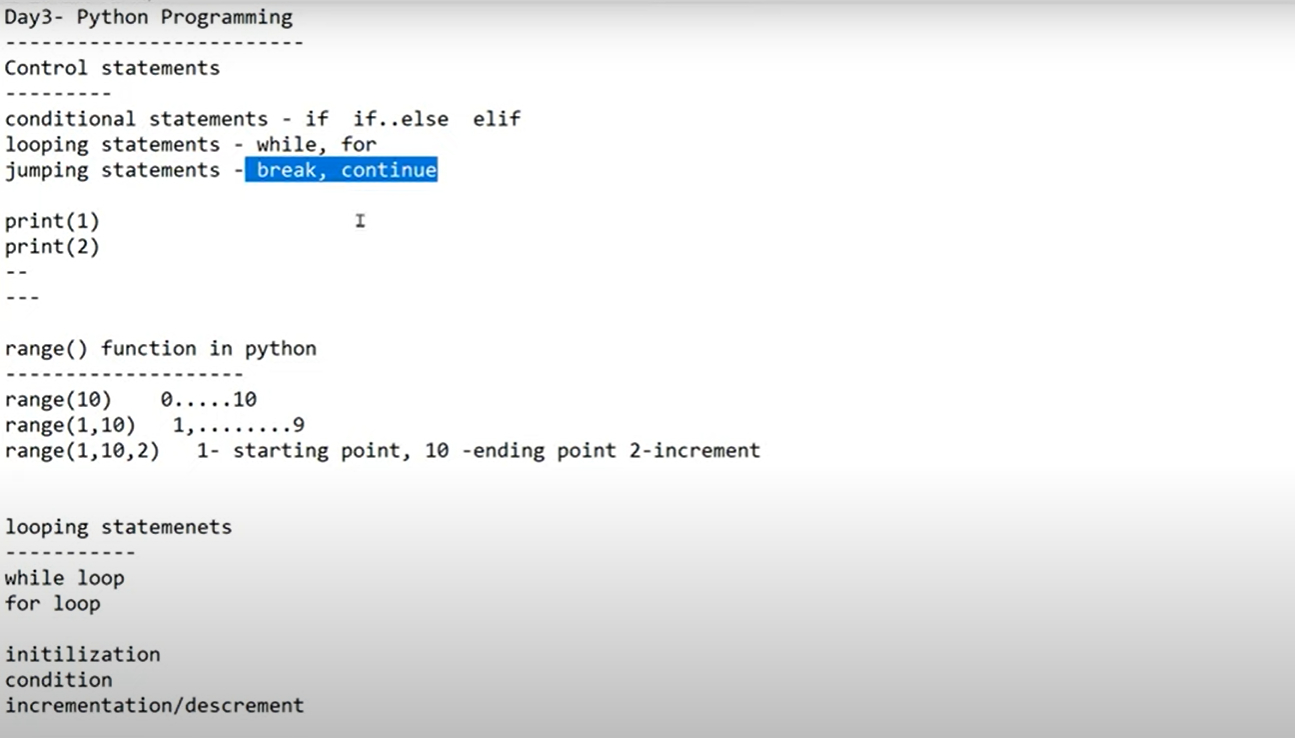 Day3- Python Programming
-------------------------
Control statements
---------
conditional statements - if  if..else  elif
looping statements - while, for
jumping statements - break, continue
print(1)
print(2)
--
---
range() function in python
--------------------
range(10)    0.....10
range(1,10)   1,........9
range(1,10,2)   1- starting point, 10 -ending point 2-increment
looping statemenets
-----------
while loop
for loop
initilization
condition
incrementation/descrement